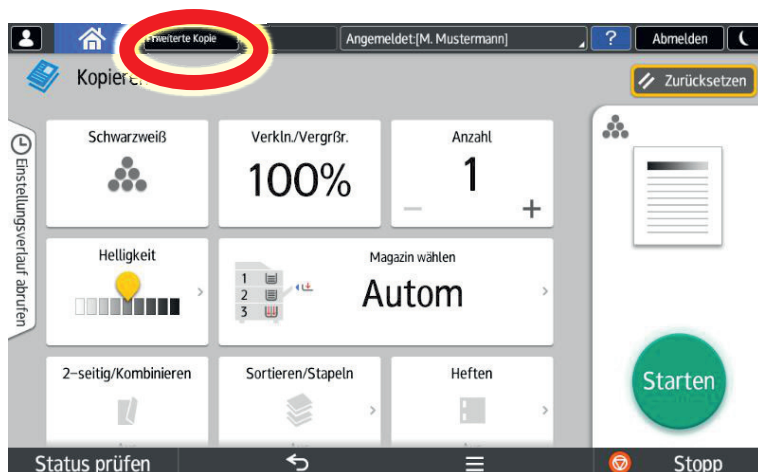 Erweiterte Kopie
Angemeldet:[M. Mustermann]
?
Abmelden
Kopieren
Zurücksetzen
Einstellungsverlauf abrufen
Schwarzweiß
Verkln./Vergrßr.
100%
Anzahl
1
− +
Helligkeit
Magazin wählen
1
2
3
Autom
2-seitig/Kombinieren
Sortieren/Stapeln
Heften
Starten
Status prüfen
Stopp